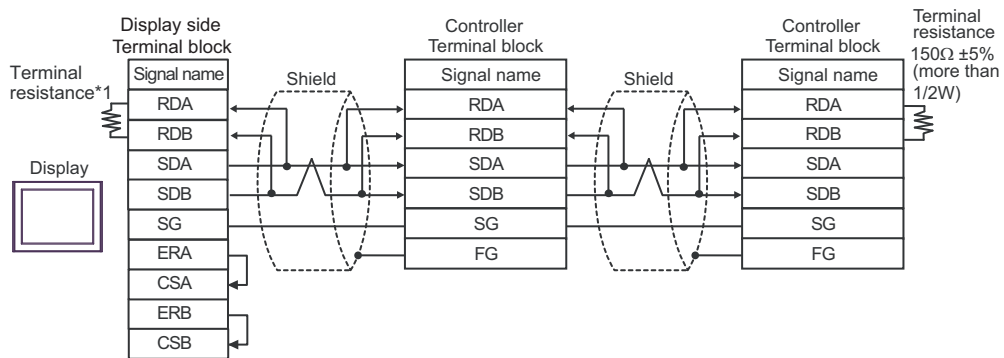 Display side
Terminal block
Controller
Terminal block
Controller
Terminal block
Terminal
resistance
150Ω ±5%
(more than
1/2W)
Terminal
resistance*1
Signal name
Shield
Signal name
Shield
Signal name
RDA
RDA
RDA
RDB
RDB
RDB
Display
SDA
SDA
SDA
SDB
SDB
SDB
SG
SG
SG
ERA
FG
FG
CSA
ERB
CSB